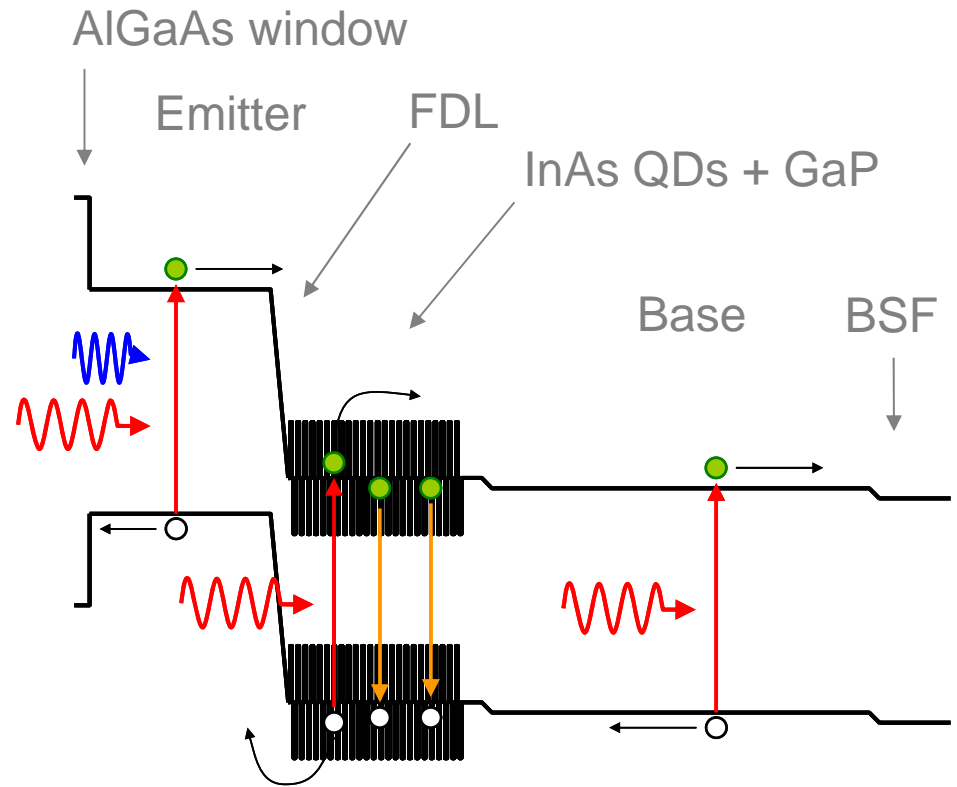 AlGaAs window
Emitter
FDL
InAs QDs + GaP
Base
BSF